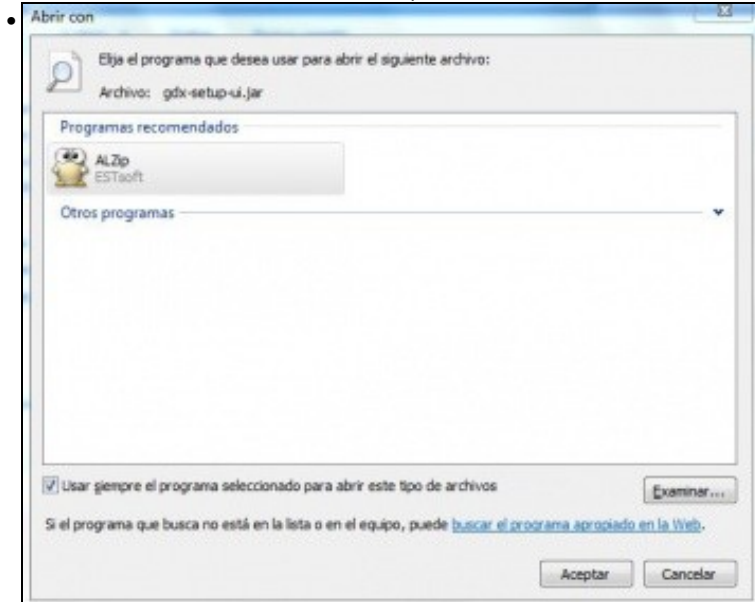 Abrir con
Elija el programa que desea usar para abrir el siguiente archivo:
Archivo: gdx-setup-ui.jar
Programas recomendados
ALZip
ESTsoft
Otros programas
Usar siempre el programa seleccionado para abrir este tipo de archivos
Examinar...
Si el programa que busca no está en la lista o en el equipo, puede buscar el programa apropiado en la Web.
Aceptar Cancelar